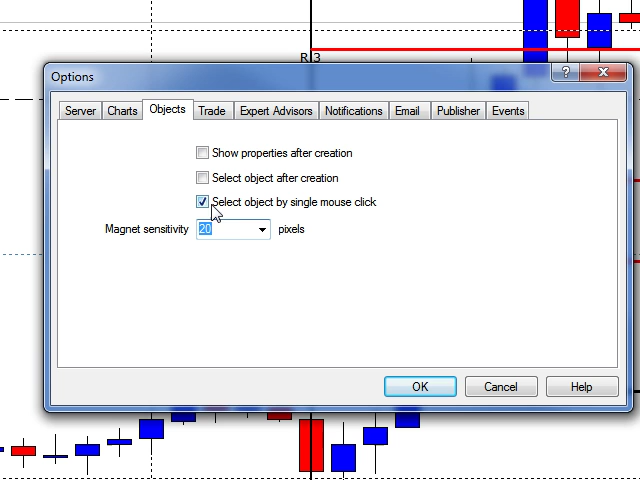 R 3
Options
Server Charts Objects Trade Expert Advisors Notifications Email Publisher Events
Show properties after creation
Select object after creation
Select object by single mouse click
Magnet sensitivity 20 pixels
OK Cancel Help